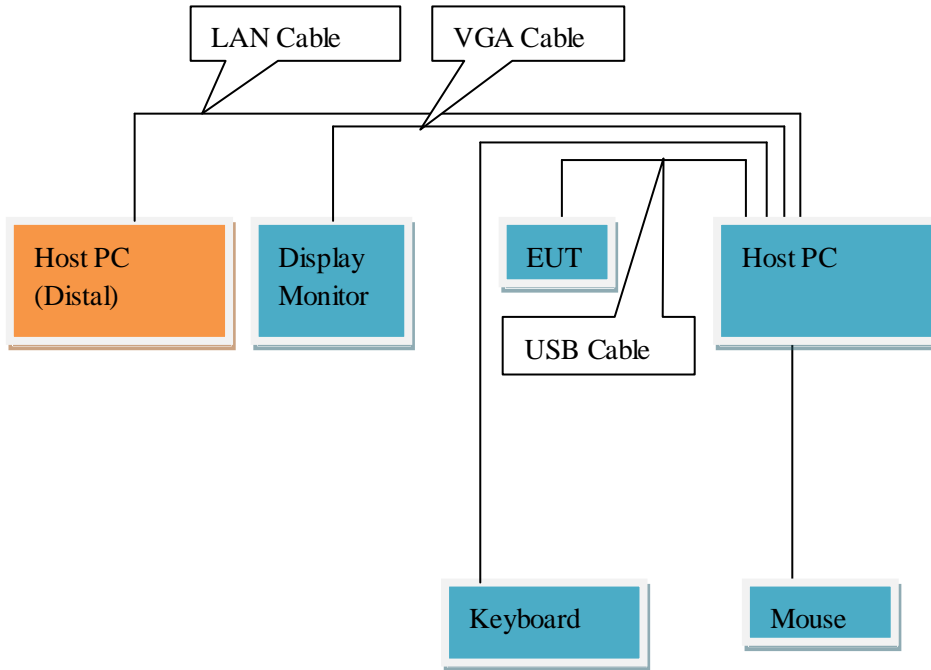 LAN Cable
VGA Cable
Host PC
(Distal)
Display
Monitor
EUT
Host PC
USB Cable
Keyboard
Mouse